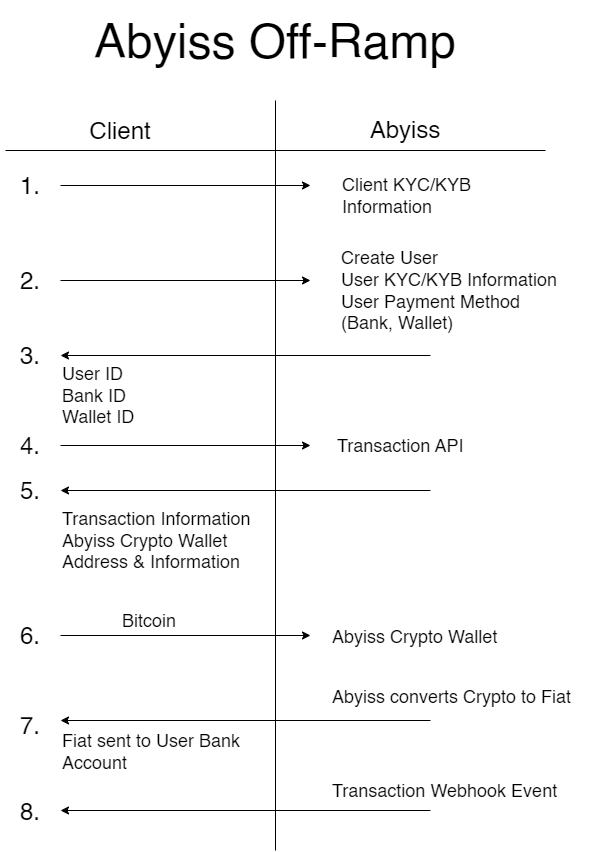 Abyiss Off-Ramp
Client
Abyiss
1.
Client KYC/KYB
Information
2.
Create User
User KYC/KYB Information
User Payment Method
(Bank, Wallet)
3.
User ID
Bank ID
Wallet ID
4.
Transaction API
5.
Transaction Information
Abyiss Crypto Wallet
Address & Information
6.
Bitcoin
Abyiss Crypto Wallet
Abyiss converts Crypto to Fiat
7.
Fiat sent to User Bank
Account
Transaction Webhook Event
8.